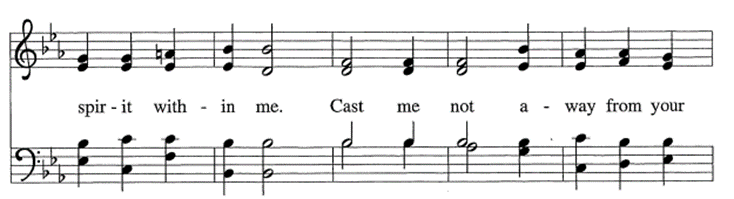 spir - it with - in me. Cast me not a - way from your